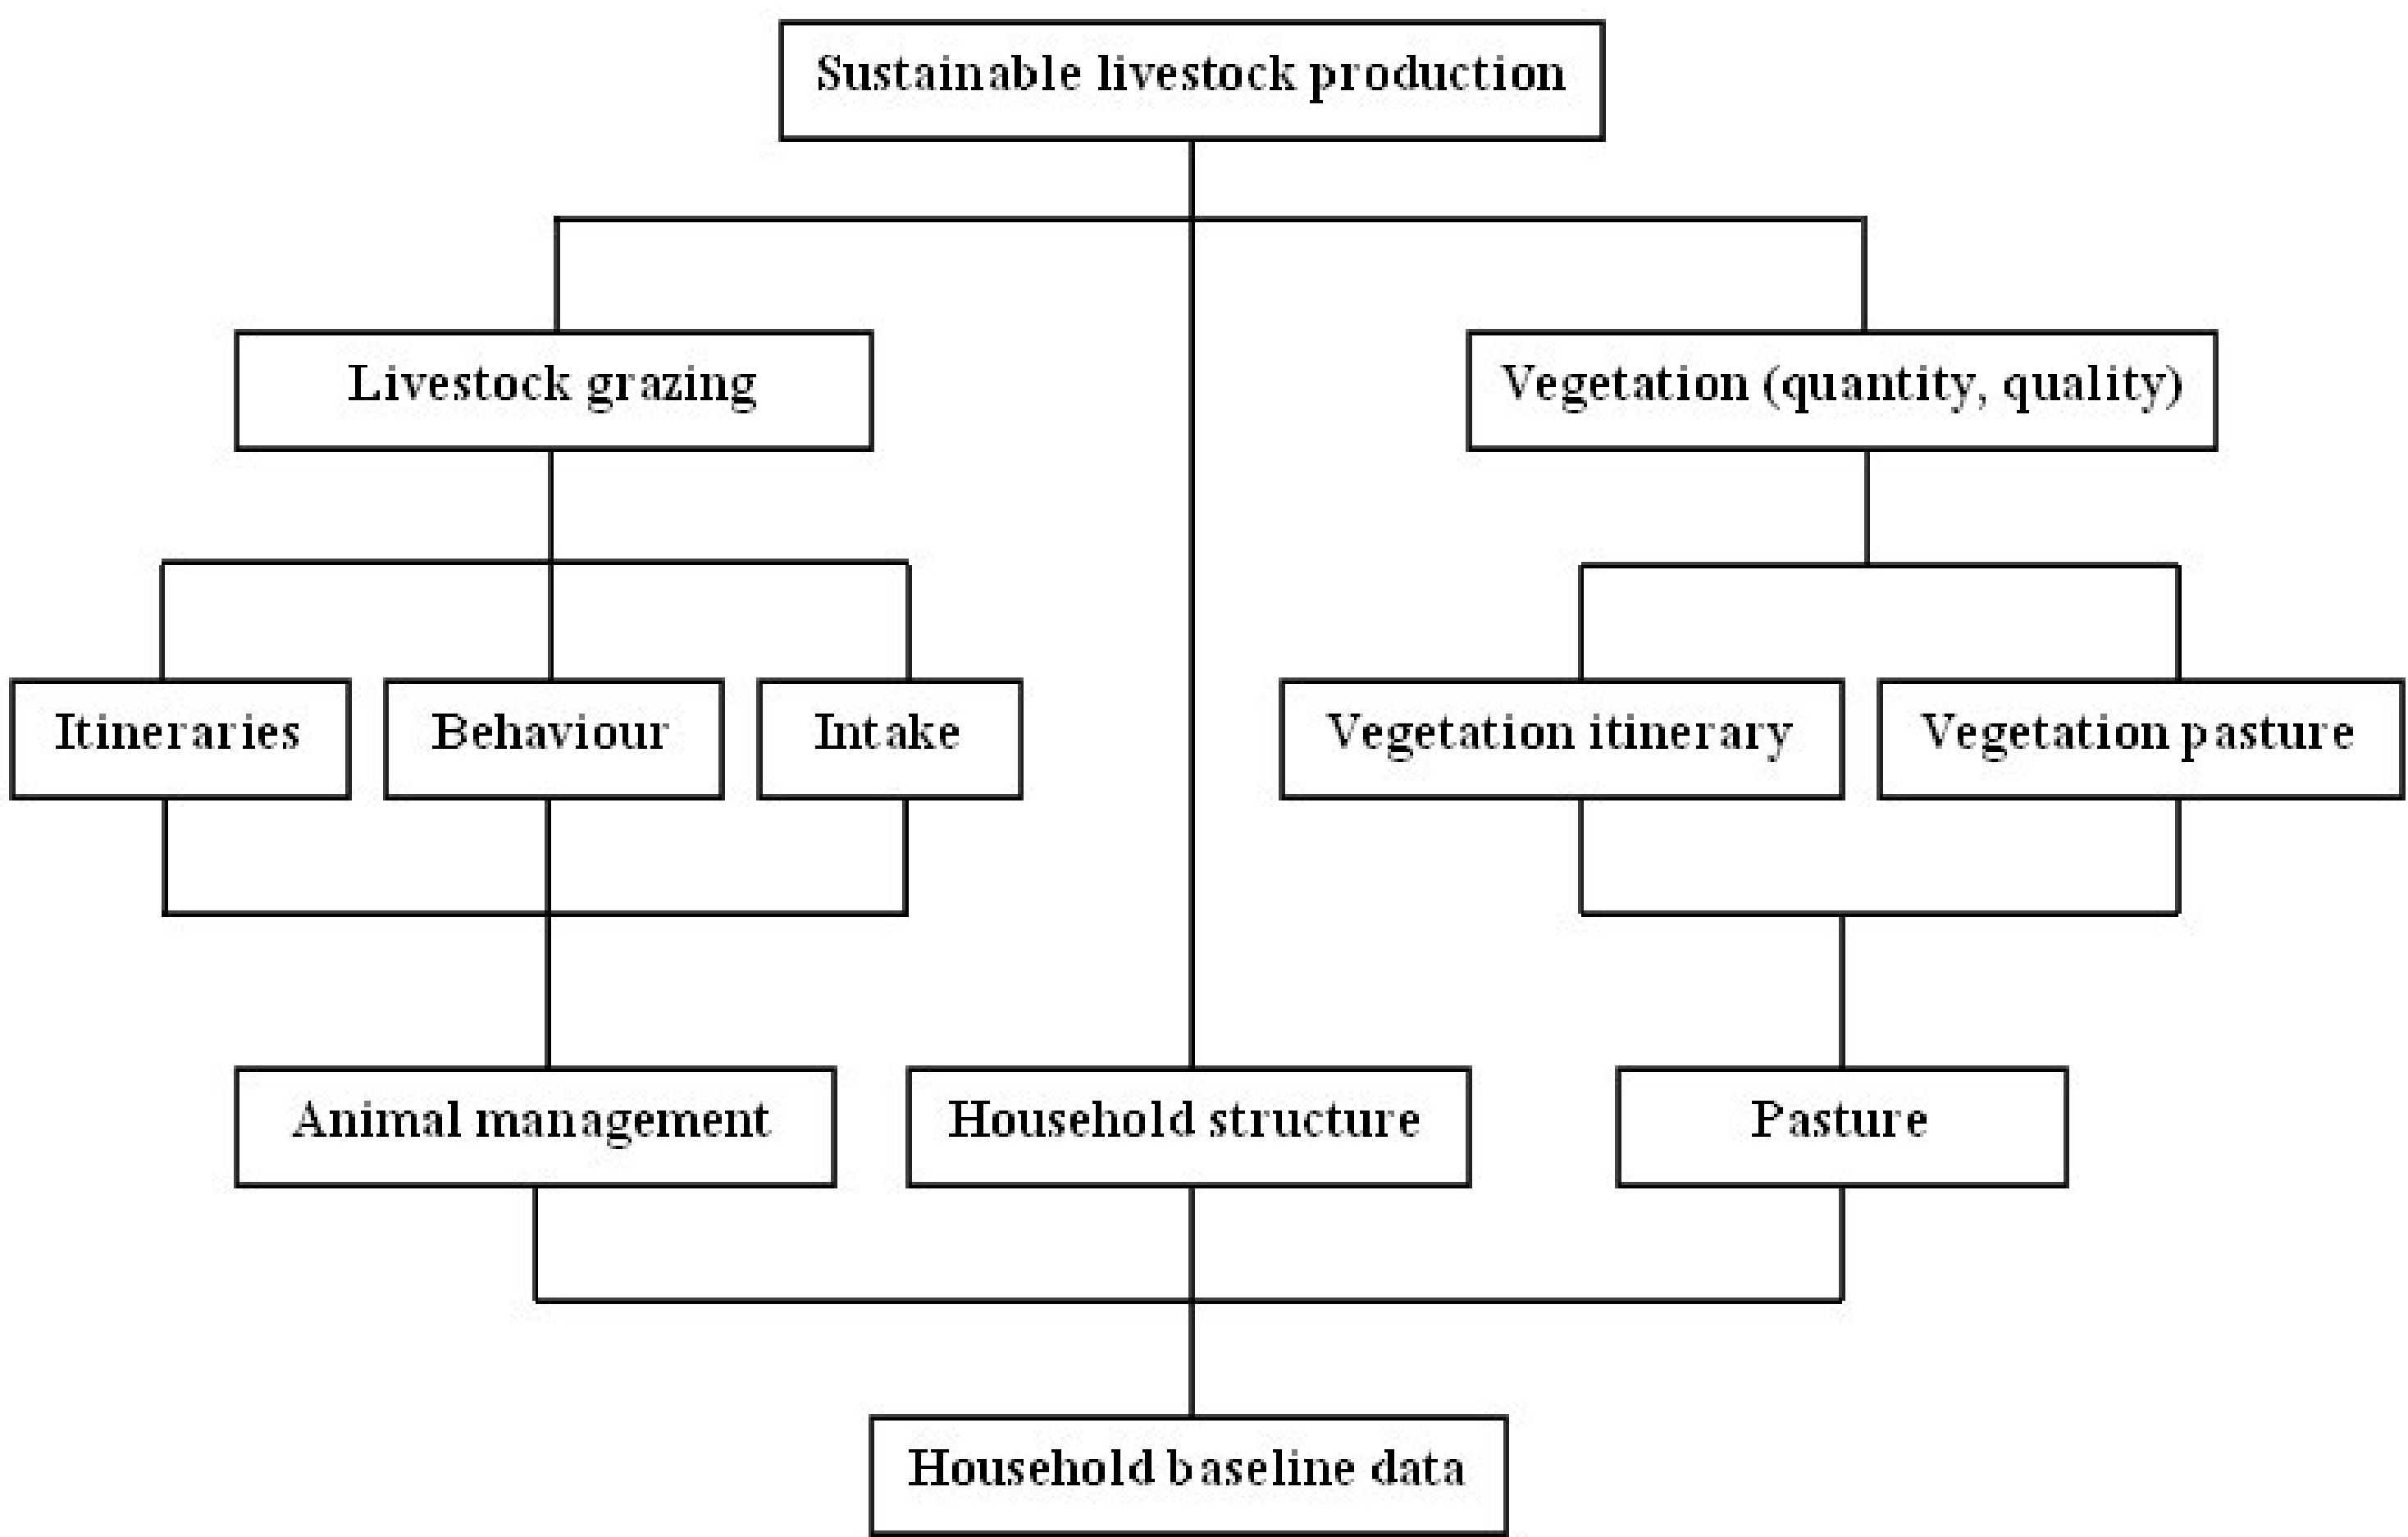 Sustainable livestock production
Livestock grazing
Vegetation (quantity, quality)
Itineraries
Behaviour
Intake
Vegetation itinerary
Vegetation pasture
Animal management
Household structure
Pasture
Household baseline data